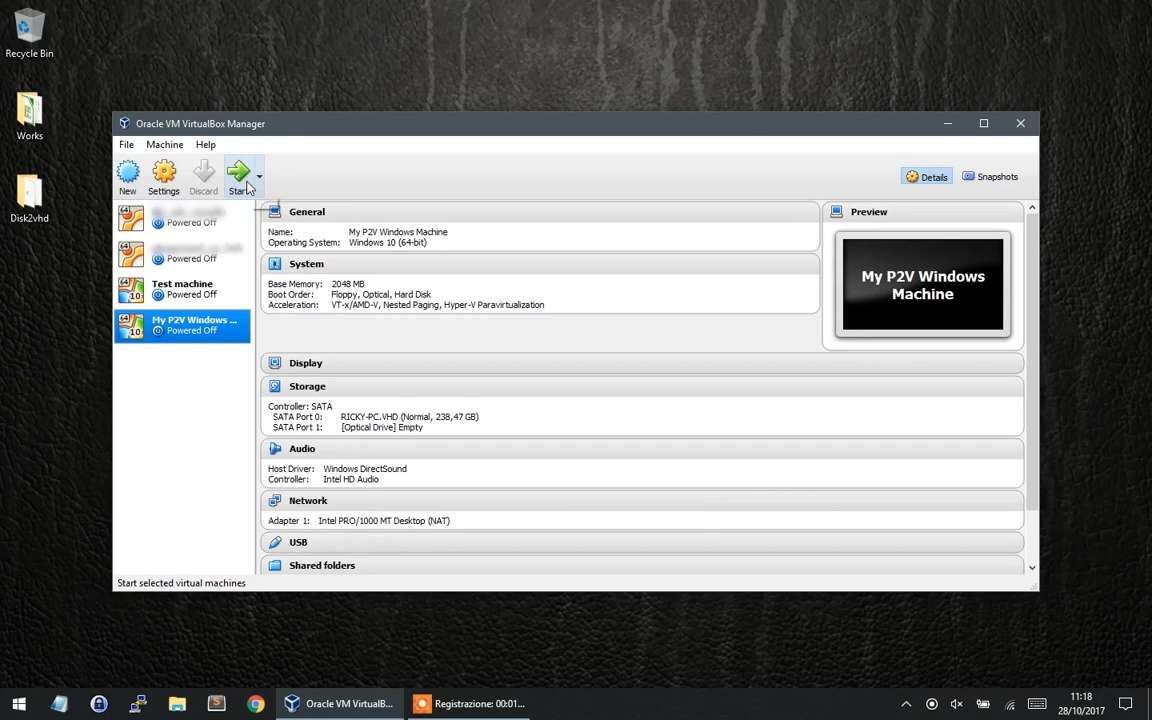 Recycle Bin
Works
Disk2vhd
Oracle VM VirtualBox Manager
File Machine Help
New Settings Discard Start
Details Snapshots
64
Powered Off
64
Powered Off
64
10
Test machine
Powered Off
64
10
My P2V Windows ...
Powered Off
General
Name: My P2V Windows Machine
Operating System: Windows 10 (64-bit)
System
Base Memory: 2048 MB
Boot Order: Floppy, Optical, Hard Disk
Acceleration: VT-x/AMD-V, Nested Paging, Hyper-V Paravirtualization
Preview
My P2V Windows
Machine
Display
Storage
Controller: SATA
SATA Port 0: RICKY-PC.VHD (Normal, 238,47 GB)
SATA Port 1: [Optical Drive] Empty
Audio
Host Driver: Windows DirectSound
Controller: Intel HD Audio
Network
Adapter 1: Intel PRO/1000 MT Desktop (NAT)
USB
Shared folders
Start selected virtual machines
S
Oracle VM VirtualB...
Registrazione: 00:01...
11:18
28/10/2017